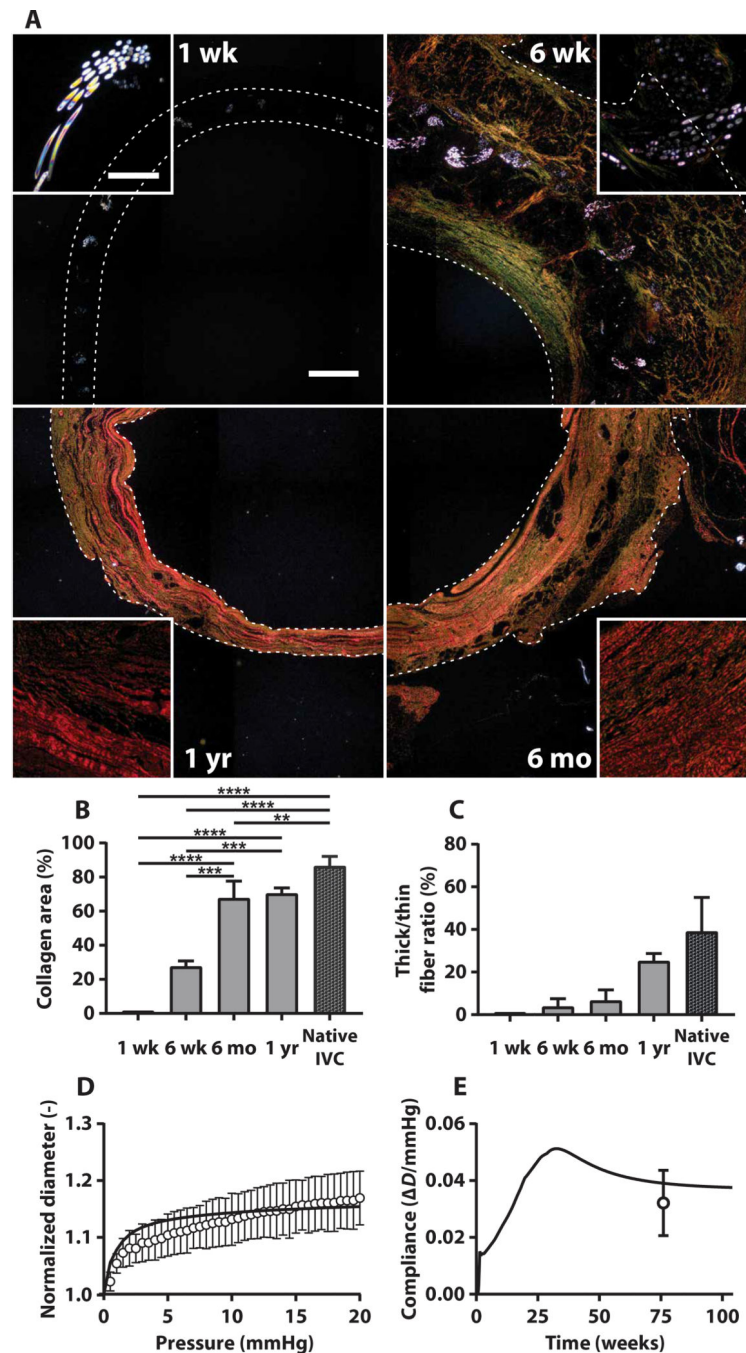 A
1 wk
6 wk
1 yr
6 mo
B
Collagen area (%)
100
80
60
40
20
0
****
****
**
****
***
****
***
1 wk 6 wk 6 mo 1 yr Native IVC
C
Thick/thin
fiber ratio (%)
80
60
40
20
0
1 wk 6 wk 6 mo 1 yr Native IVC
D
Normalized diameter (-)
1.3
1.2
1.1
1.0
0 5 10 15 20
Pressure (mmHg)
E
Compliance (ΔD/mmHg)
0.06
0.04
0.02
0.00
0 25 50 75 100
Time (weeks)